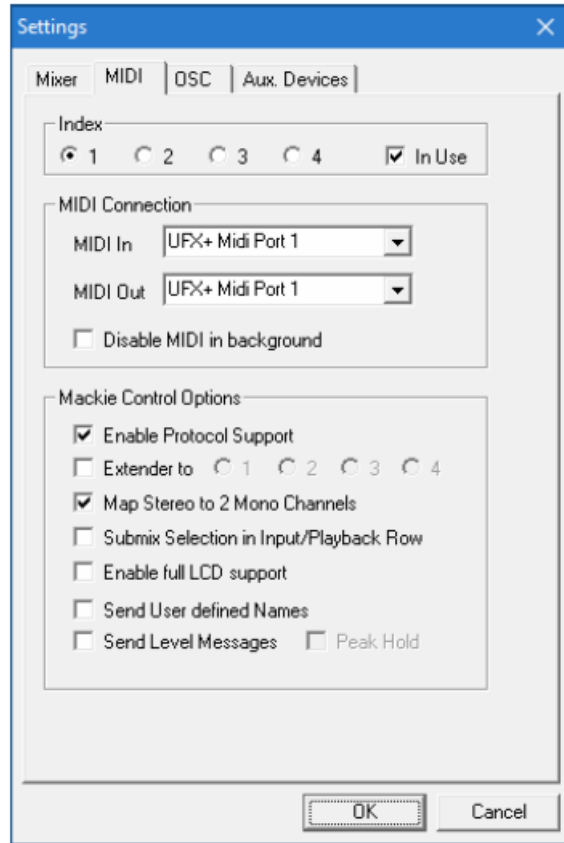 Settings
Mixer MIDI OSC Aux. Devices
Index
1 2 3 4 In Use
MIDI Connection
MIDI In UFX+ Midi Port 1
MIDI Out UFX+ Midi Port 1
Disable MIDI in background
Mackie Control Options
Enable Protocol Support
Extender to 1 2 3 4
Map Stereo to 2 Mono Channels
Submix Selection in Input/Playback Row
Enable full LCD support
Send User defined Names
Send Level Messages Peak Hold
OK Cancel